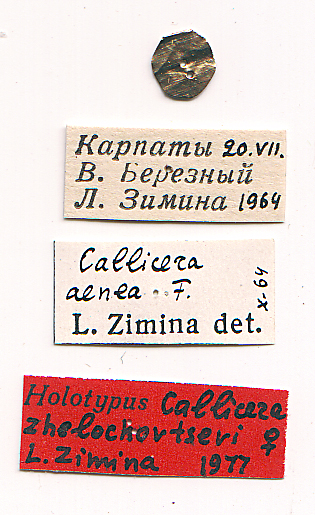 Карпаты 20.VII.
В. Березный
Л. Зимина 1964
Callicera
aenea F.
L. Zimina det.
X-64
Holotypus Callicera
zhelochovtsevi ♀
L. Zimina 1977